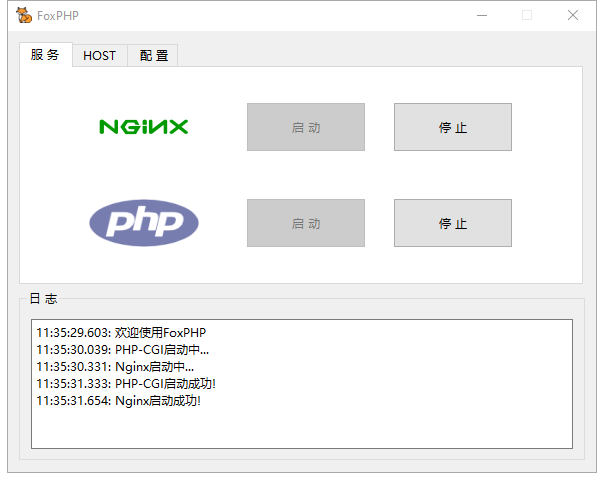 FoxPHP
服 务 HOST 配 置
NGiNX 启 动 停 止
php 启 动 停 止
日 志
11:35:29.603: 欢迎使用FoxPHP
11:35:30.039: PHP-CGI启动中...
11:35:30.331: Nginx启动中...
11:35:31.333: PHP-CGI启动成功!
11:35:31.654: Nginx启动成功!